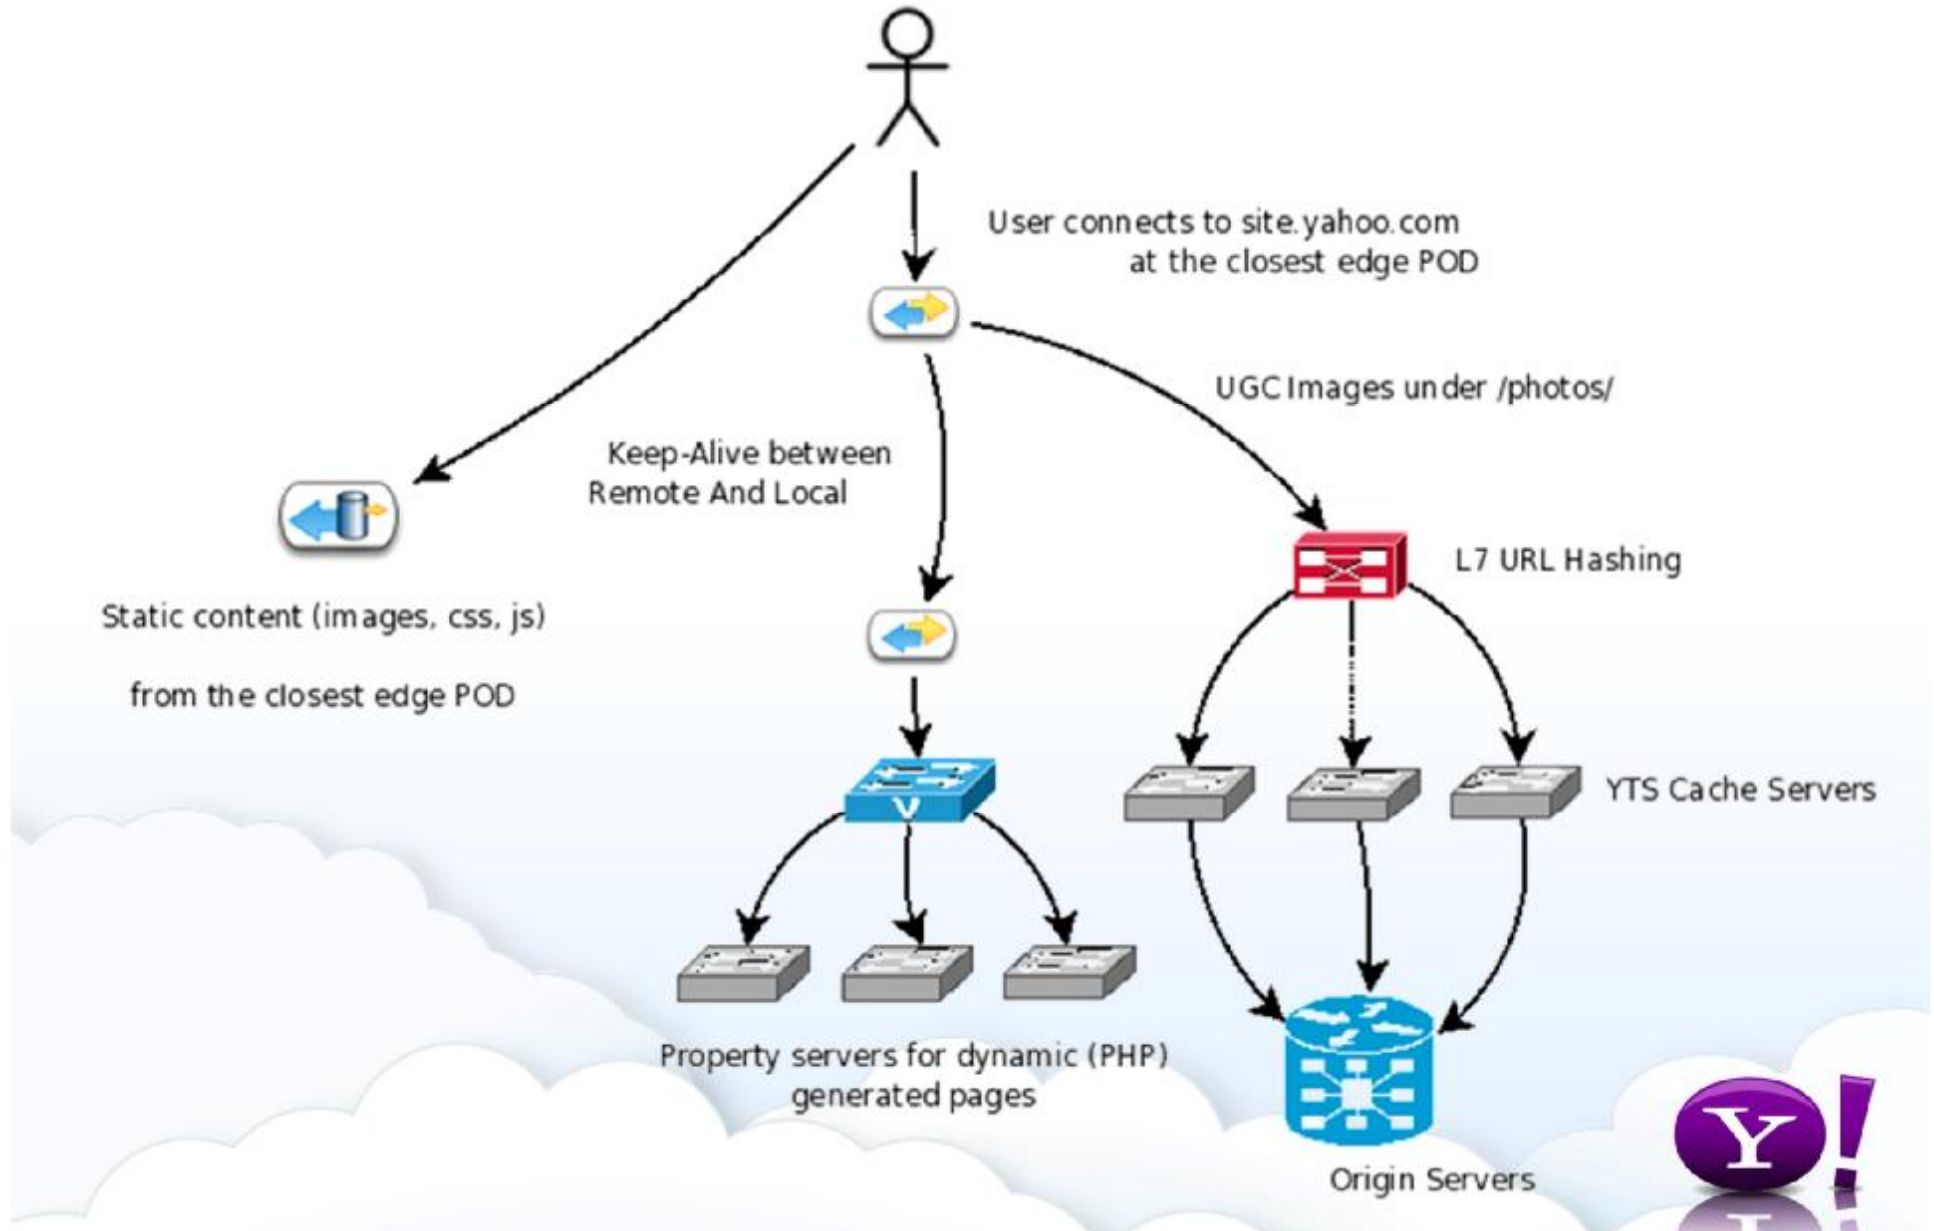 User connects to site.yahoo.com
at the closest edge POD
UGC Images under /photos/
Keep-Alive between
Remote And Local
L7 URL Hashing
Static content (images, css, js)
from the closest edge POD
YTS Cache Servers
V
Property servers for dynamic (PHP)
generated pages
Origin Servers
Y!